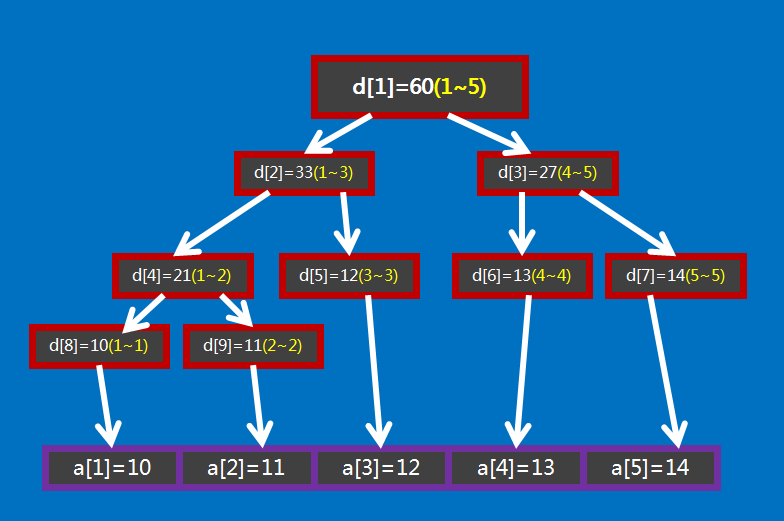 d[1]=60(1~5)
d[2]=33(1~3)
d[3]=27(4~5)
d[4]=21(1~2)
d[5]=12(3~3)
d[6]=13(4~4)
d[7]=14(5~5)
d[8]=10(1~1)
d[9]=11(2~2)
a[1]=10
a[2]=11
a[3]=12
a[4]=13
a[5]=14